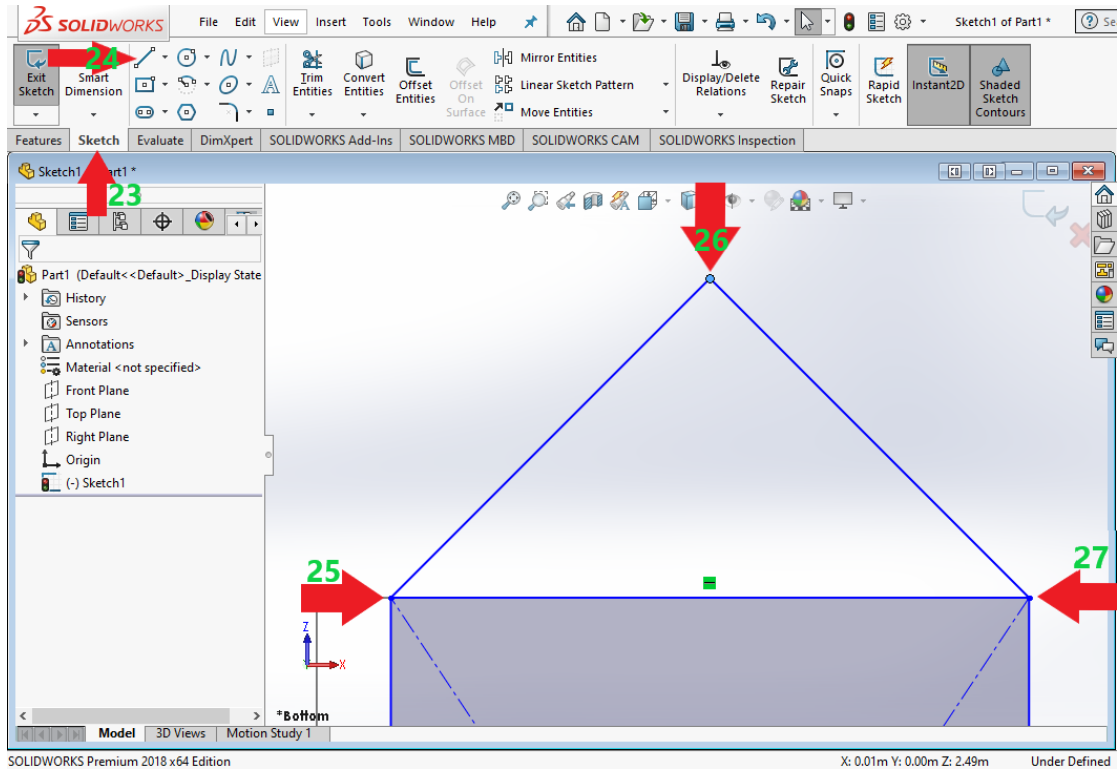 SOLIDWORKS File Edit View Insert Tools Window Help Sketch1 of Part1 * ? Se
24
Exit Sketch
Smart Dimension
Trim Entities
Convert Entities
Offset Entities
Offset On Surface
Mirror Entities
Linear Sketch Pattern
Move Entities
Display/Delete Relations
Repair Sketch
Quick Snaps
Rapid Sketch
Instant2D
Shaded Sketch Contours
Features Sketch Evaluate DimXpert SOLIDWORKS Add-Ins SOLIDWORKS MBD SOLIDWORKS CAM SOLIDWORKS Inspection
Sketch1 Part1 *
23
26
Part1 (Default<<Default>_Display State
History
Sensors
Annotations
Material <not specified>
Front Plane
Top Plane
Right Plane
Origin
(-) Sketch1
25
27
Z
X
*Bottom
Model 3D Views Motion Study 1
SOLIDWORKS Premium 2018 x64 Edition X: 0.01m Y: 0.00m Z: 2.49m Under Defined